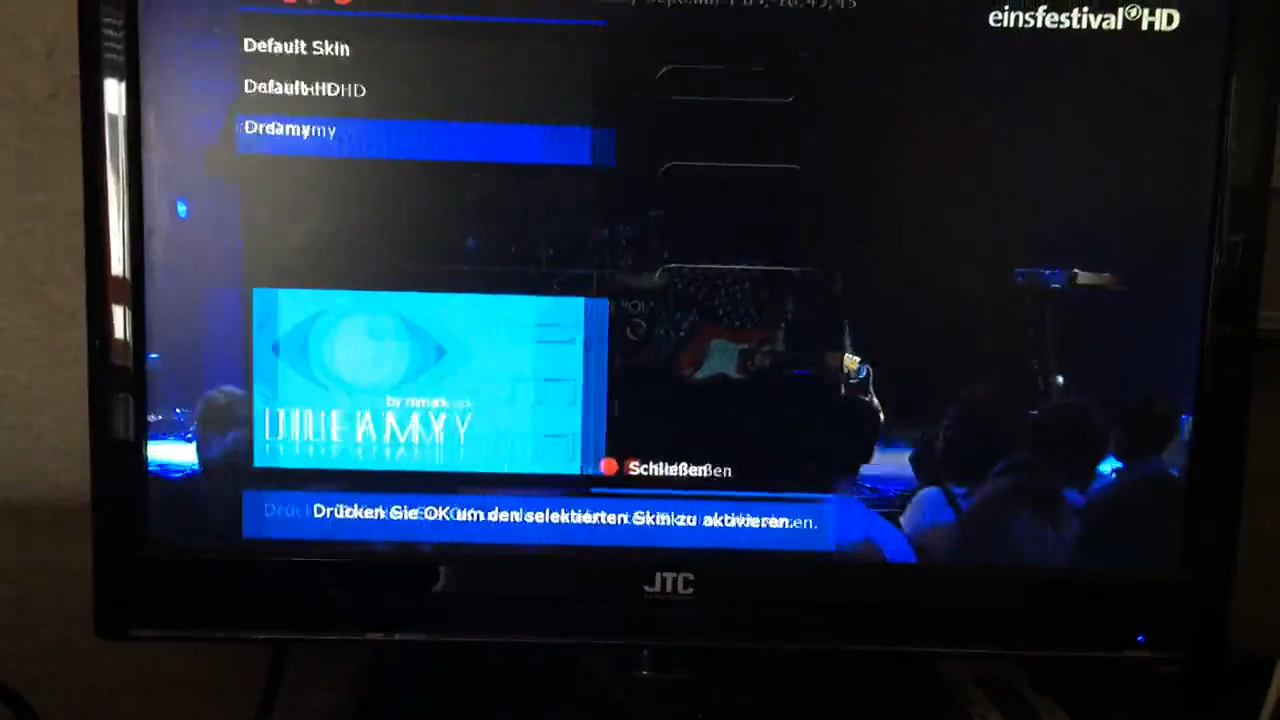 einsfestival HD
Default Skin
Default-HD
Dreamy
by mmark
DREAMY
Schließen
Drücken Sie OK um den selektierten Skin zu aktivieren.
JTC